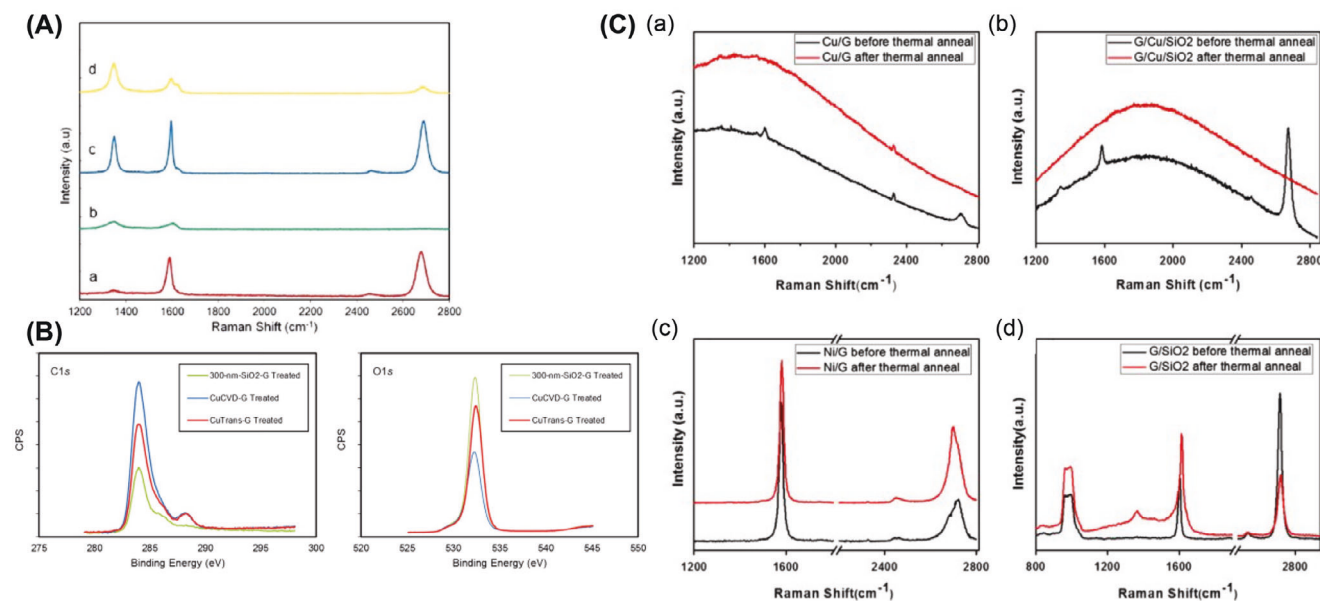 (A)
d
c
b
a
Intensity (a.u)
1200 1400 1600 1800 2000 2200 2400 2600 2800
Raman Shift (cm-1)
(B)
C1s
300-nm-SiO2-G Treated
CuCVD-G Treated
CuTrans-G Treated
CPS
275 280 285 290 295 300
Binding Energy (eV)
O1s
300-nm-SiO2-G Treated
CuCVD-G Treated
CuTrans-G Treated
CPS
520 525 530 535 540 545 550
Binding Energy (eV)
(C)
(a)
Cu/G before thermal anneal
Cu/G after thermal anneal
Intensity (a.u.)
1200 1600 2000 2400 2800
Raman Shift(cm-1)
(b)
G/Cu/SiO2 before thermal anneal
G/Cu/SiO2 after thermal anneal
Intensity (a.u.)
1200 1600 2000 2400 2800
Raman Shift(cm-1)
(c)
Ni/G before thermal anneal
Ni/G after thermal anneal
Intensity (a.u.)
1200 1600 2700 2800
Raman Shift(cm-1)
(d)
G/SiO2 before thermal anneal
G/SiO2 after thermal anneal
Intensity(a.u.)
800 1200 1600 2800
Raman Shift(cm-1)